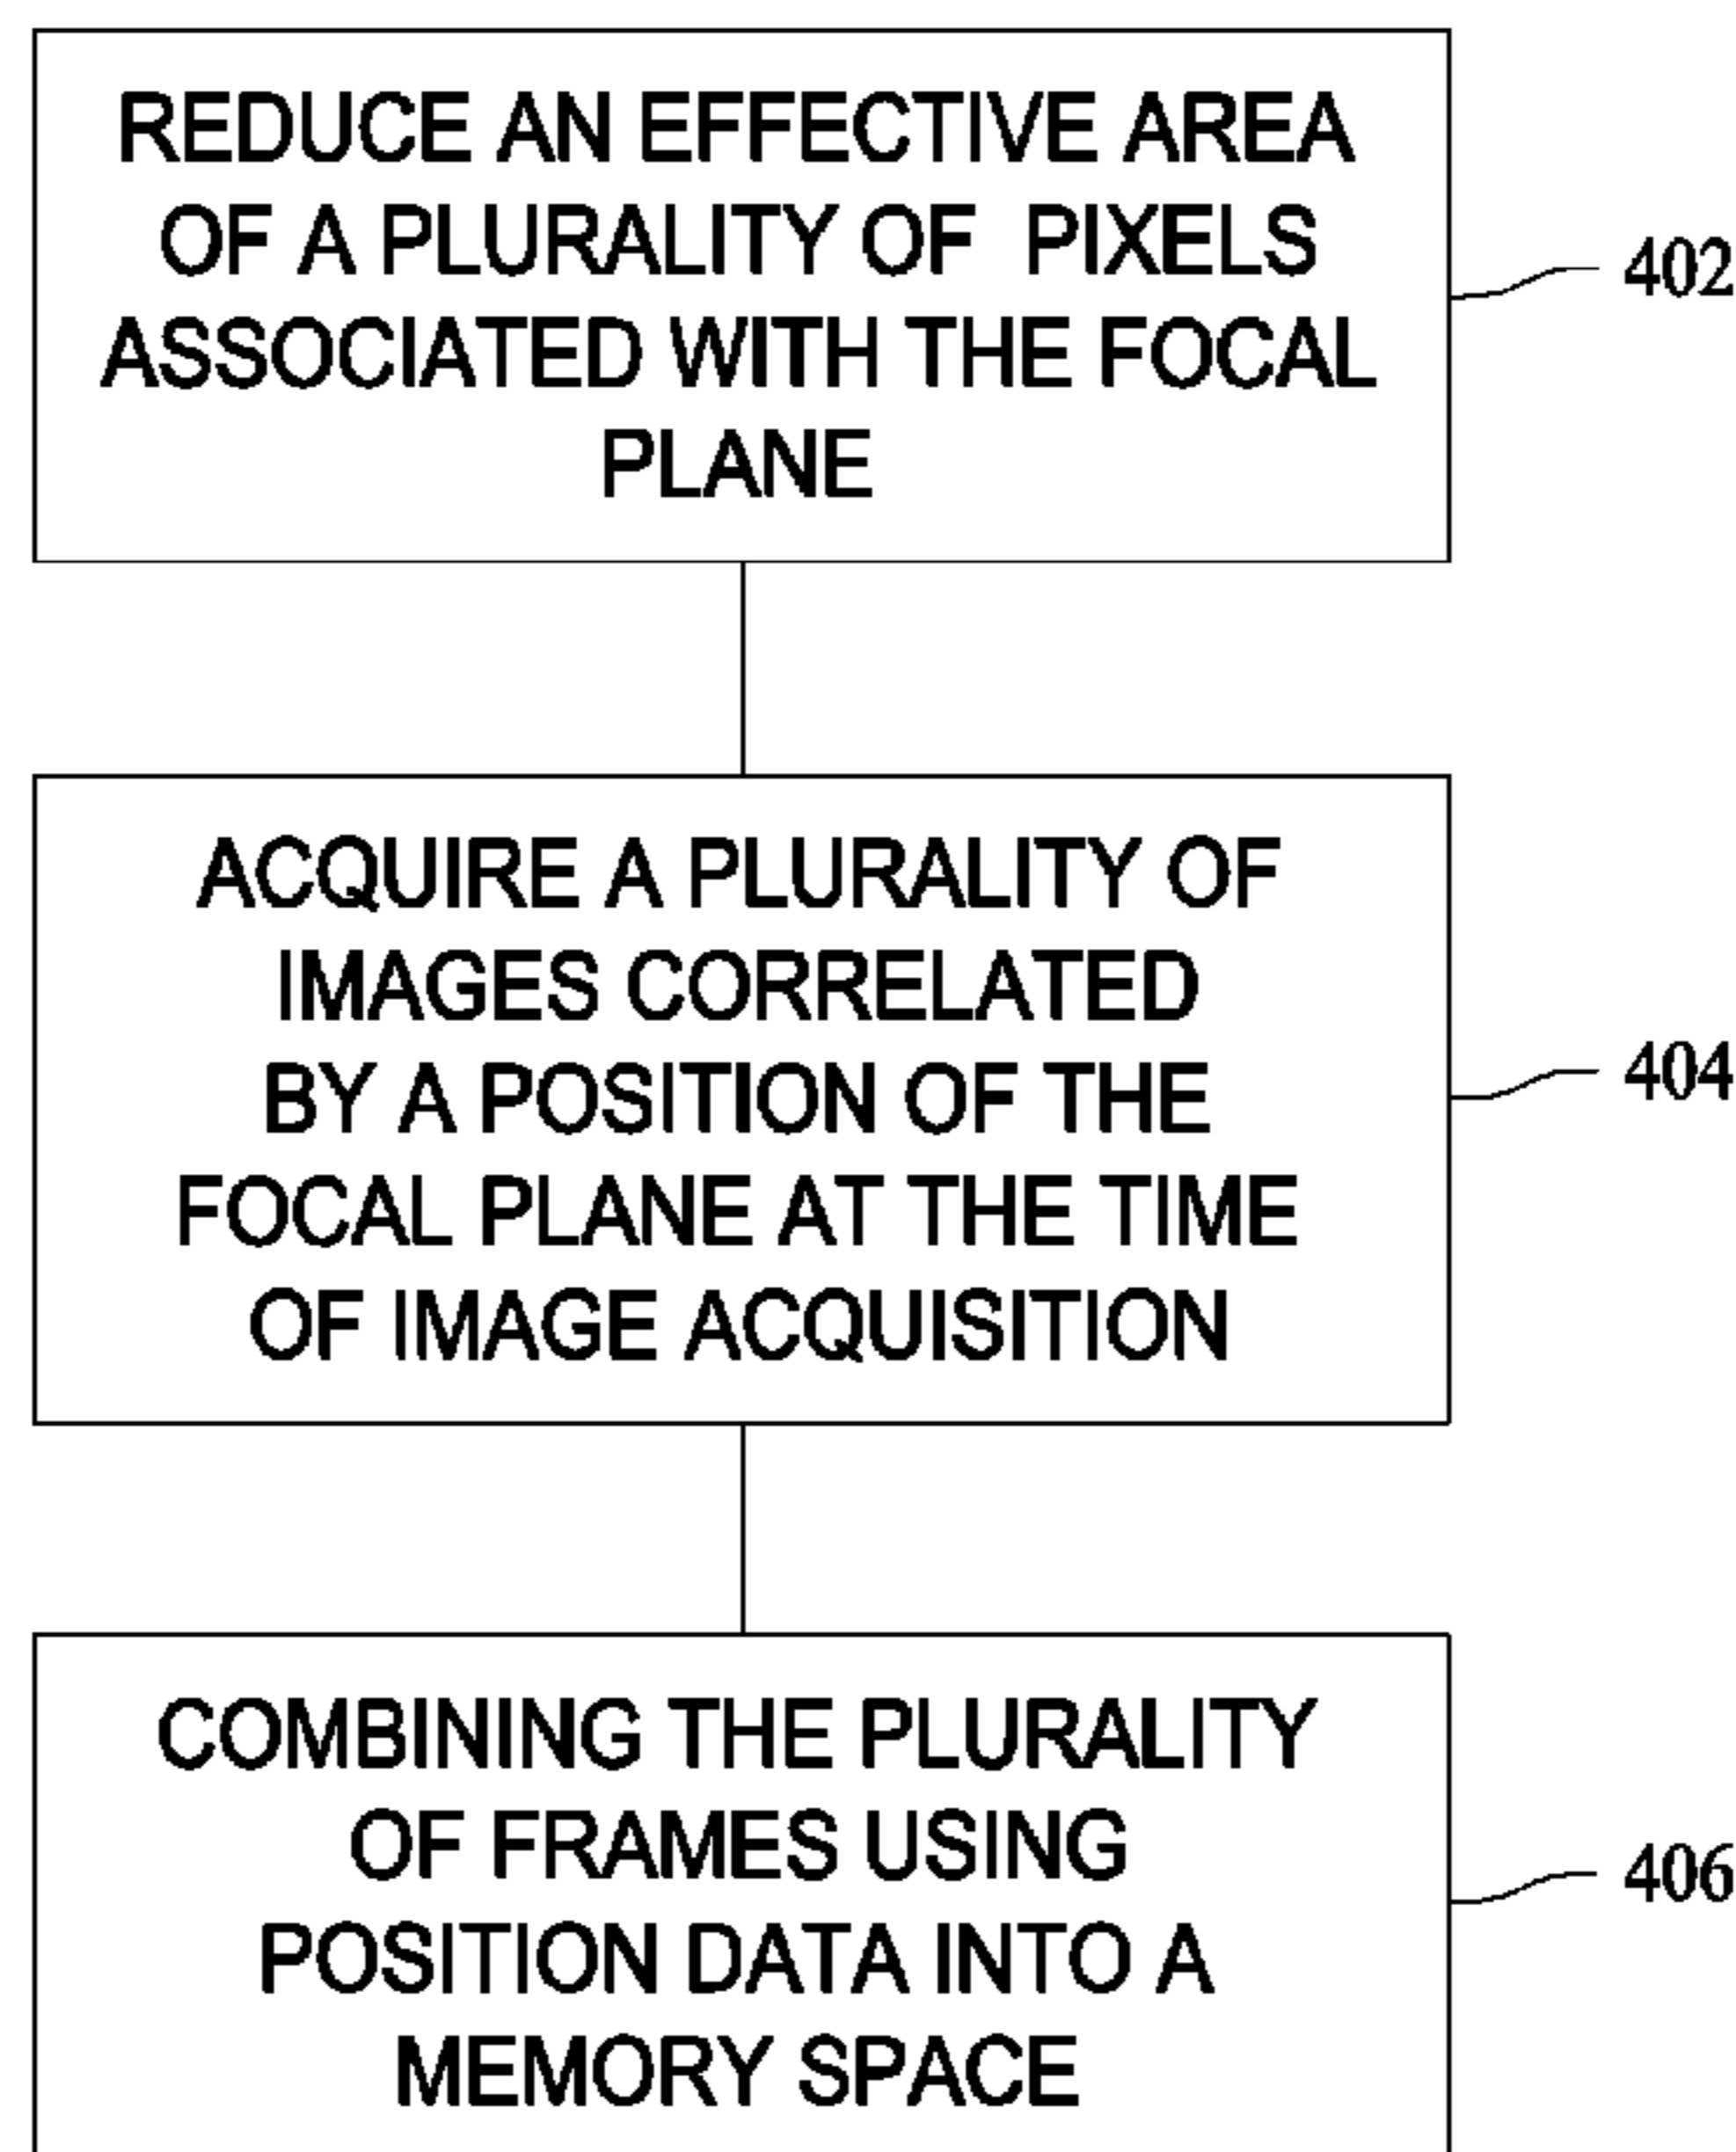 REDUCE AN EFFECTIVE AREA
OF A PLURALITY OF PIXELS
ASSOCIATED WITH THE FOCAL
PLANE
402
ACQUIRE A PLURALITY OF
IMAGES CORRELATED
BY A POSITION OF THE
FOCAL PLANE AT THE TIME
OF IMAGE ACQUISITION
404
COMBINING THE PLURALITY
OF FRAMES USING
POSITION DATA INTO A
MEMORY SPACE
406